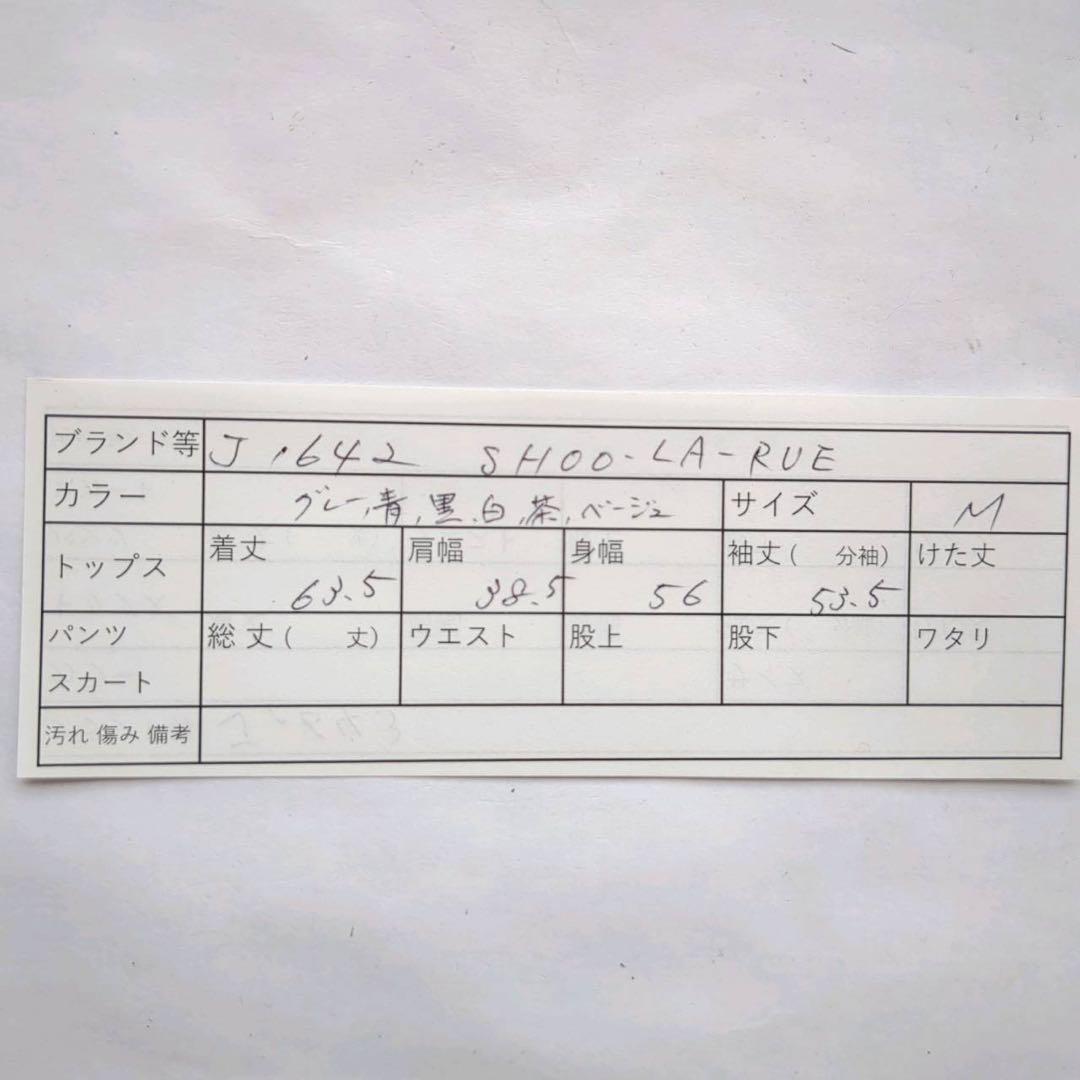 ブランド等 J1642 SHOO-LA-RUE
カラー グレー,青,黒,白,茶,ベージュ サイズ M
トップス 着丈 63.5 肩幅 38.5 身幅 56 袖丈( 分袖) 53.5 けた丈
パンツ スカート 総丈( 丈) ウエスト 股上 股下 ワタリ
汚れ 傷み 備考